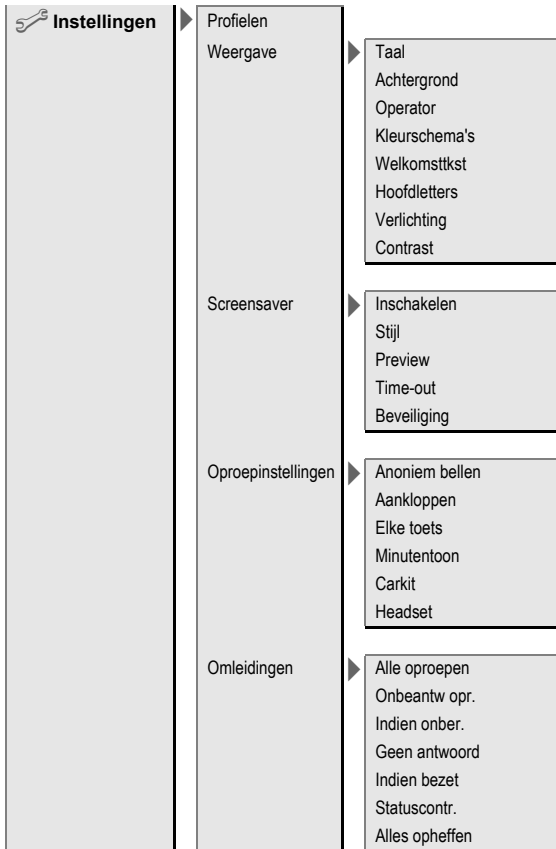 Instellingen
Profielen
Weergave
Taal
Achtergrond
Operator
Kleurschema's
Welkomsttkst
Hoofdletters
Verlichting
Contrast
Screensaver
Inschakelen
Stijl
Preview
Time-out
Beveiliging
Oproepinstellingen
Anoniem bellen
Aankloppen
Elke toets
Minutentoon
Carkit
Headset
Omleidingen
Alle oproepen
Onbeantw opr.
Indien onber.
Geen antwoord
Indien bezet
Statuscontr.
Alles opheffen